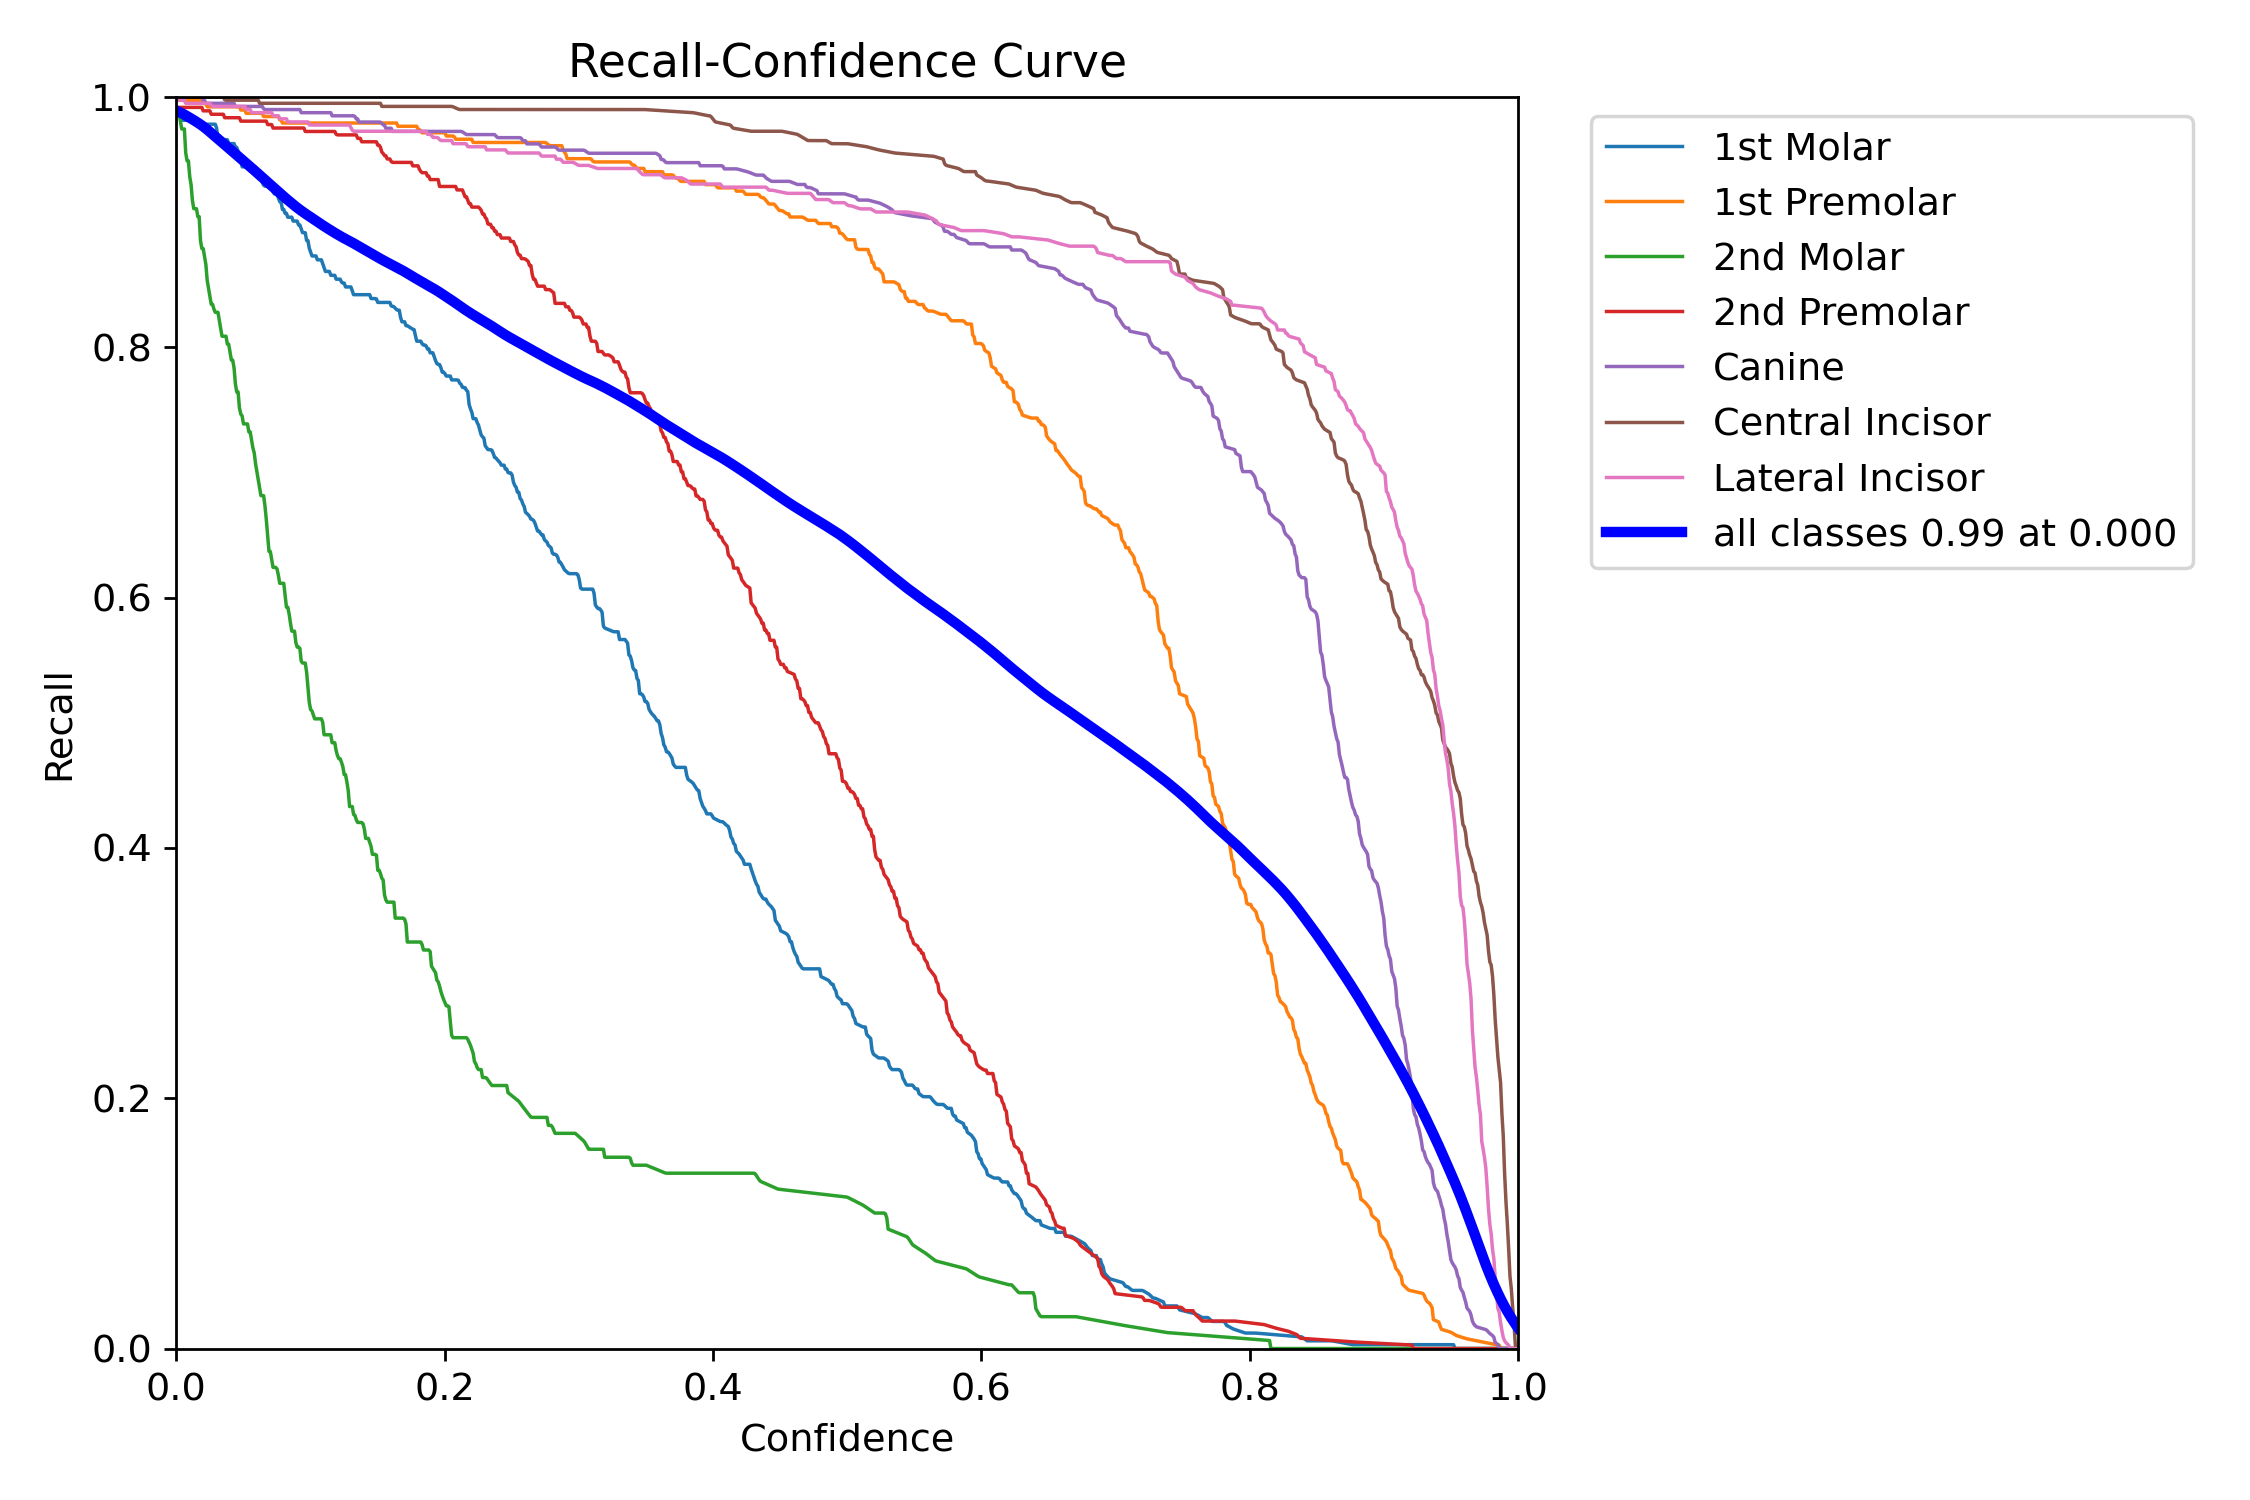 Recall-Confidence Curve
1.0
0.8
0.6
0.4
0.2
0.0
Recall
0.0 0.2 0.4 0.6 0.8 1.0
Confidence
1st Molar
1st Premolar
2nd Molar
2nd Premolar
Canine
Central Incisor
Lateral Incisor
all classes 0.99 at 0.000